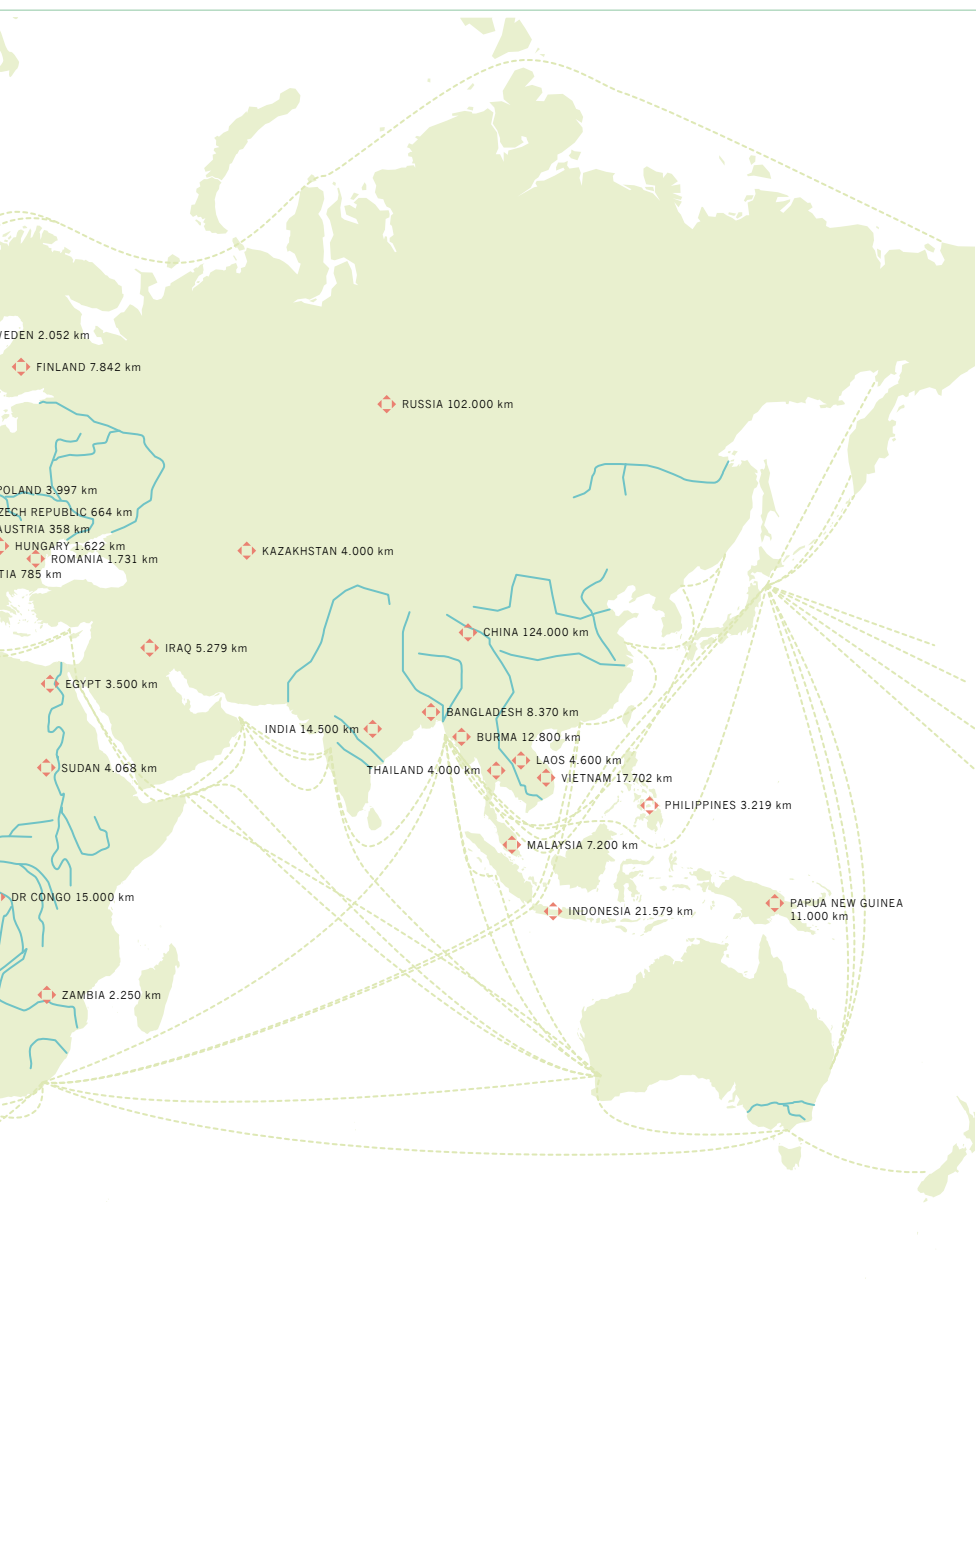 /EDEN 2.052 km
FINLAND 7.842 km
RUSSIA 102.000 km
POLAND 3.997 km
ZECH REPUBLIC 664 km
AUSTRIA 358 km
HUNGARY 1.622 km
KAZAKHSTAN 4.000 km
ROMANIA 1.731 km
TIA 785 km
CHINA 124.000 km
IRAQ 5.279 km
EGYPT 3.500 km
BANGLADESH 8.370 km
INDIA 14.500 km
BURMA 12.800 km
LAOS 4.600 km
SUDAN 4.068 km
THAILAND 4.000 km
VIETNAM 17.702 km
PHILIPPINES 3.219 km
MALAYSIA 7.200 km
DR CONGO 15.000 km
PAPUA NEW GUINEA
11.000 km
INDONESIA 21.579 km
ZAMBIA 2.250 km